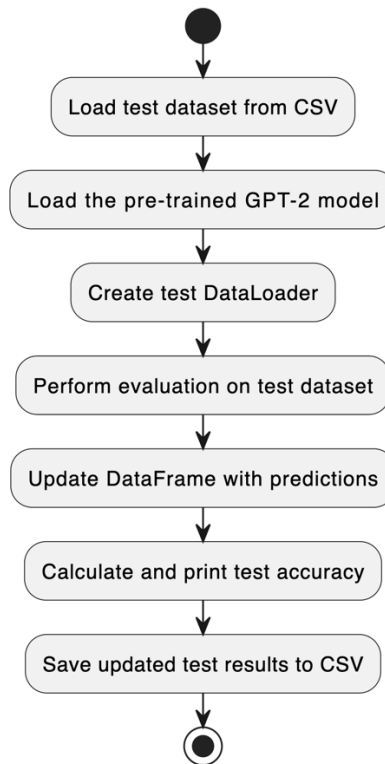 Load test dataset from CSV
Load the pre-trained GPT-2 model
Create test DataLoader
Perform evaluation on test dataset
Update DataFrame with predictions
Calculate and print test accuracy
Save updated test results to CSV